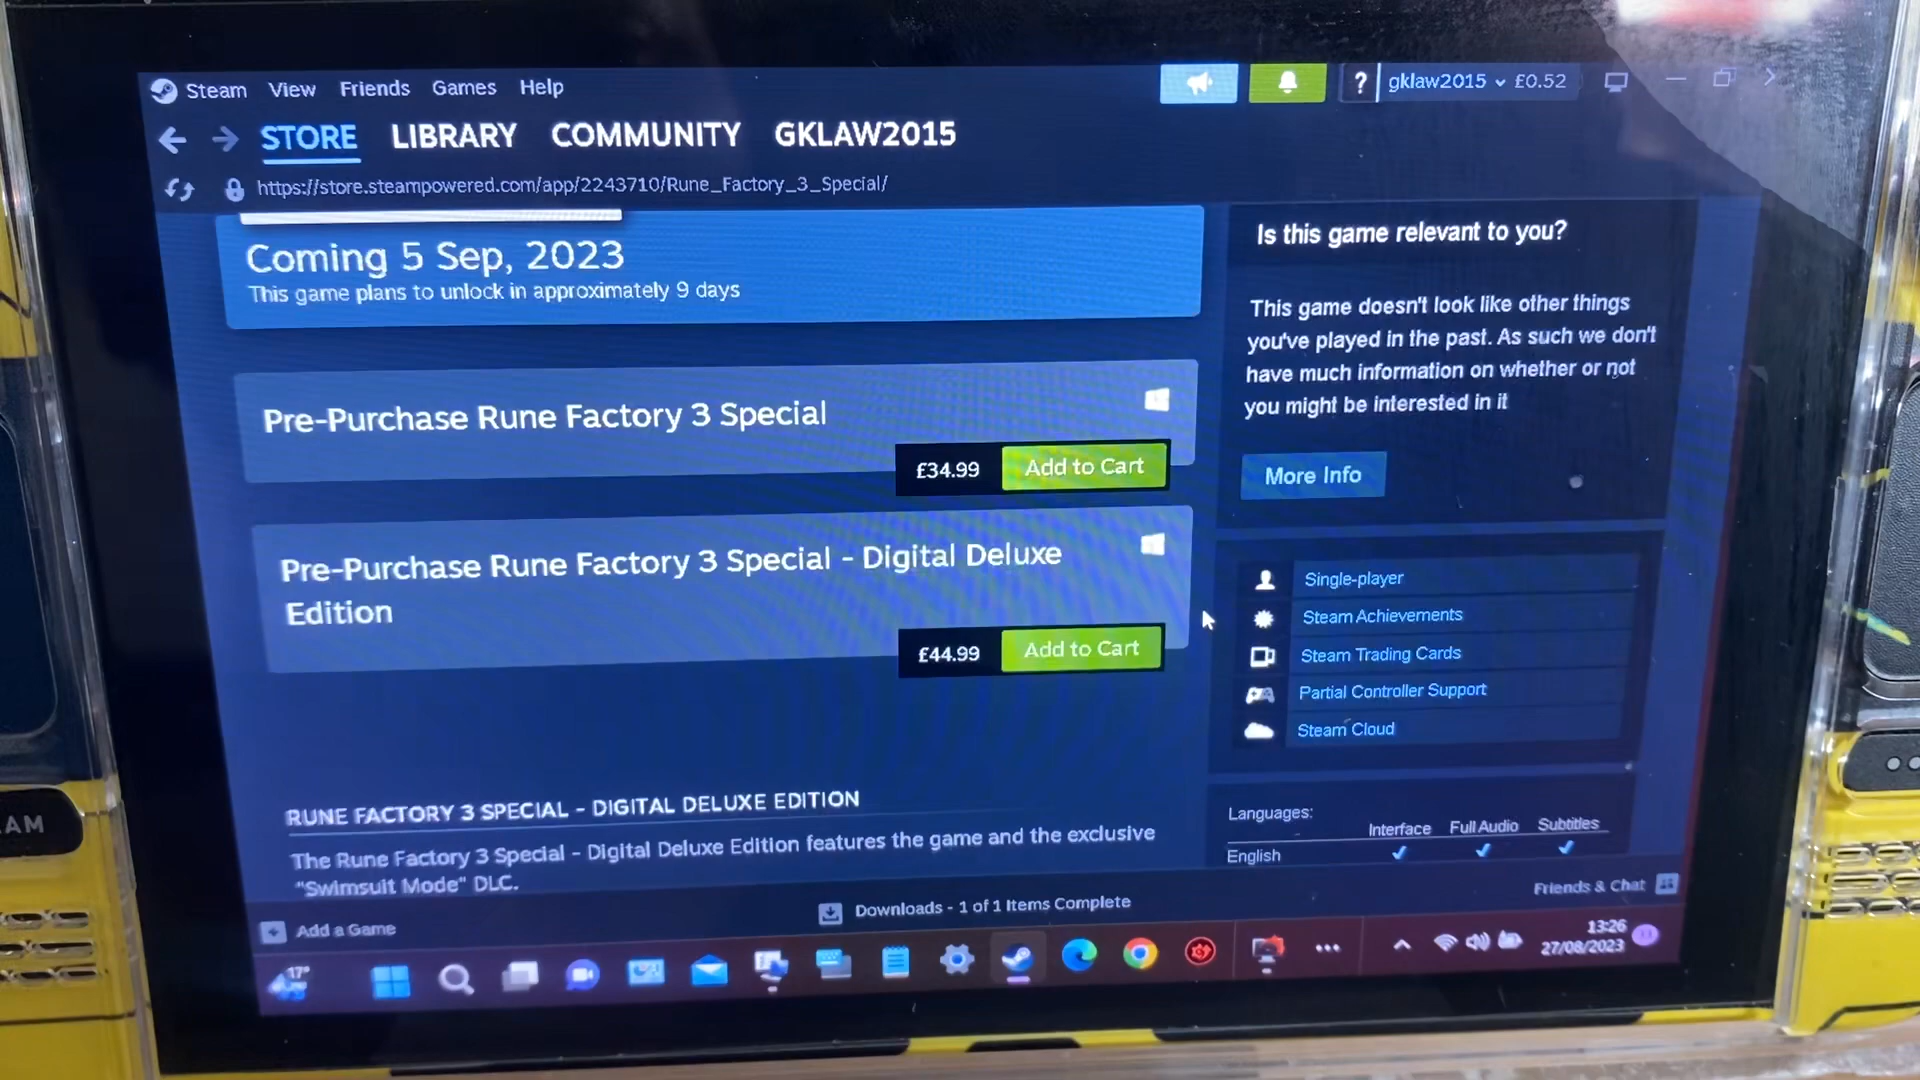 Steam View Friends Games Help
? gklaw2015 £0.52
STORE LIBRARY COMMUNITY GKLAW2015
https://store.steampowered.com/app/2243710/Rune_Factory_3_Special/
Coming 5 Sep, 2023
This game plans to unlock in approximately 9 days
Pre-Purchase Rune Factory 3 Special
£34.99 Add to Cart
Pre-Purchase Rune Factory 3 Special - Digital Deluxe
Edition
£44.99 Add to Cart
RUNE FACTORY 3 SPECIAL - DIGITAL DELUXE EDITION
The Rune Factory 3 Special - Digital Deluxe Edition features the game and the exclusive
"Swimsuit Mode" DLC.
Is this game relevant to you?
This game doesn't look like other things
you've played in the past. As such we don't
have much information on whether or not
you might be interested in it
More Info
Single-player
Steam Achievements
Steam Trading Cards
Partial Controller Support
Steam Cloud
Languages:
Interface Full Audio Subtitles
English
Add a Game
Downloads - 1 of 1 Items Complete
Friends & Chat
17°
13:26
27/08/2023
AM